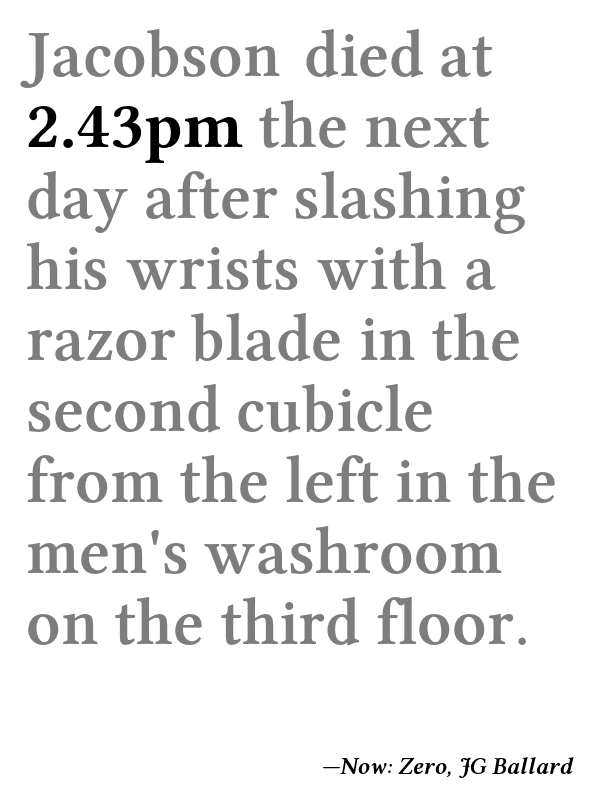 Jacobson died at
2.43pm the next
day after slashing
his wrists with a
razor blade in the
second cubicle
from the left in the
men's washroom
on the third floor.
—Now: Zero, JG Ballard